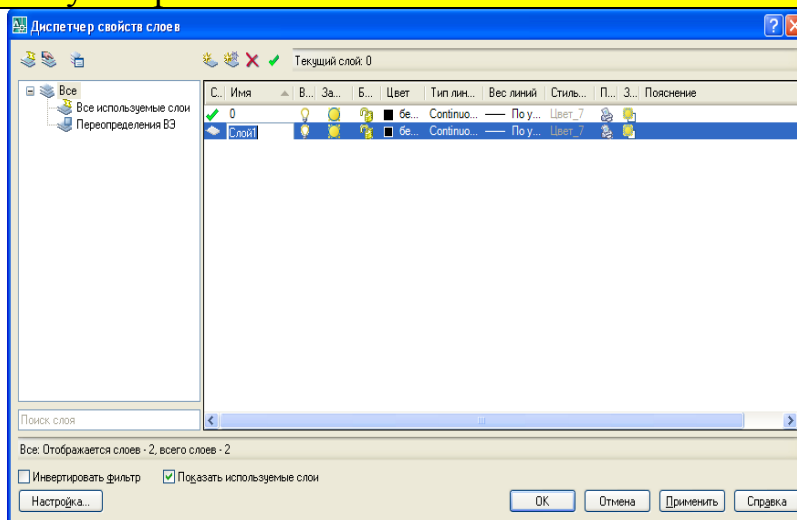 Диспетчер свойств слоев
Текущий слой: 0
Все
Все используемые слои
Переопределения ВЭ
С.. Имя В... За... Б... Цвет Тип лин... Вес линий Стиль... П... З... Пояснение
0 бе... Continuo... По у... Цвет_7
Слой1 бе... Continuo... По у... Цвет_7
Поиск слоя
Все: Отображается слоев - 2, всего слоев - 2
Инвертировать фильтр Показать используемые слои
Настройка... OK Отмена Применить Справка